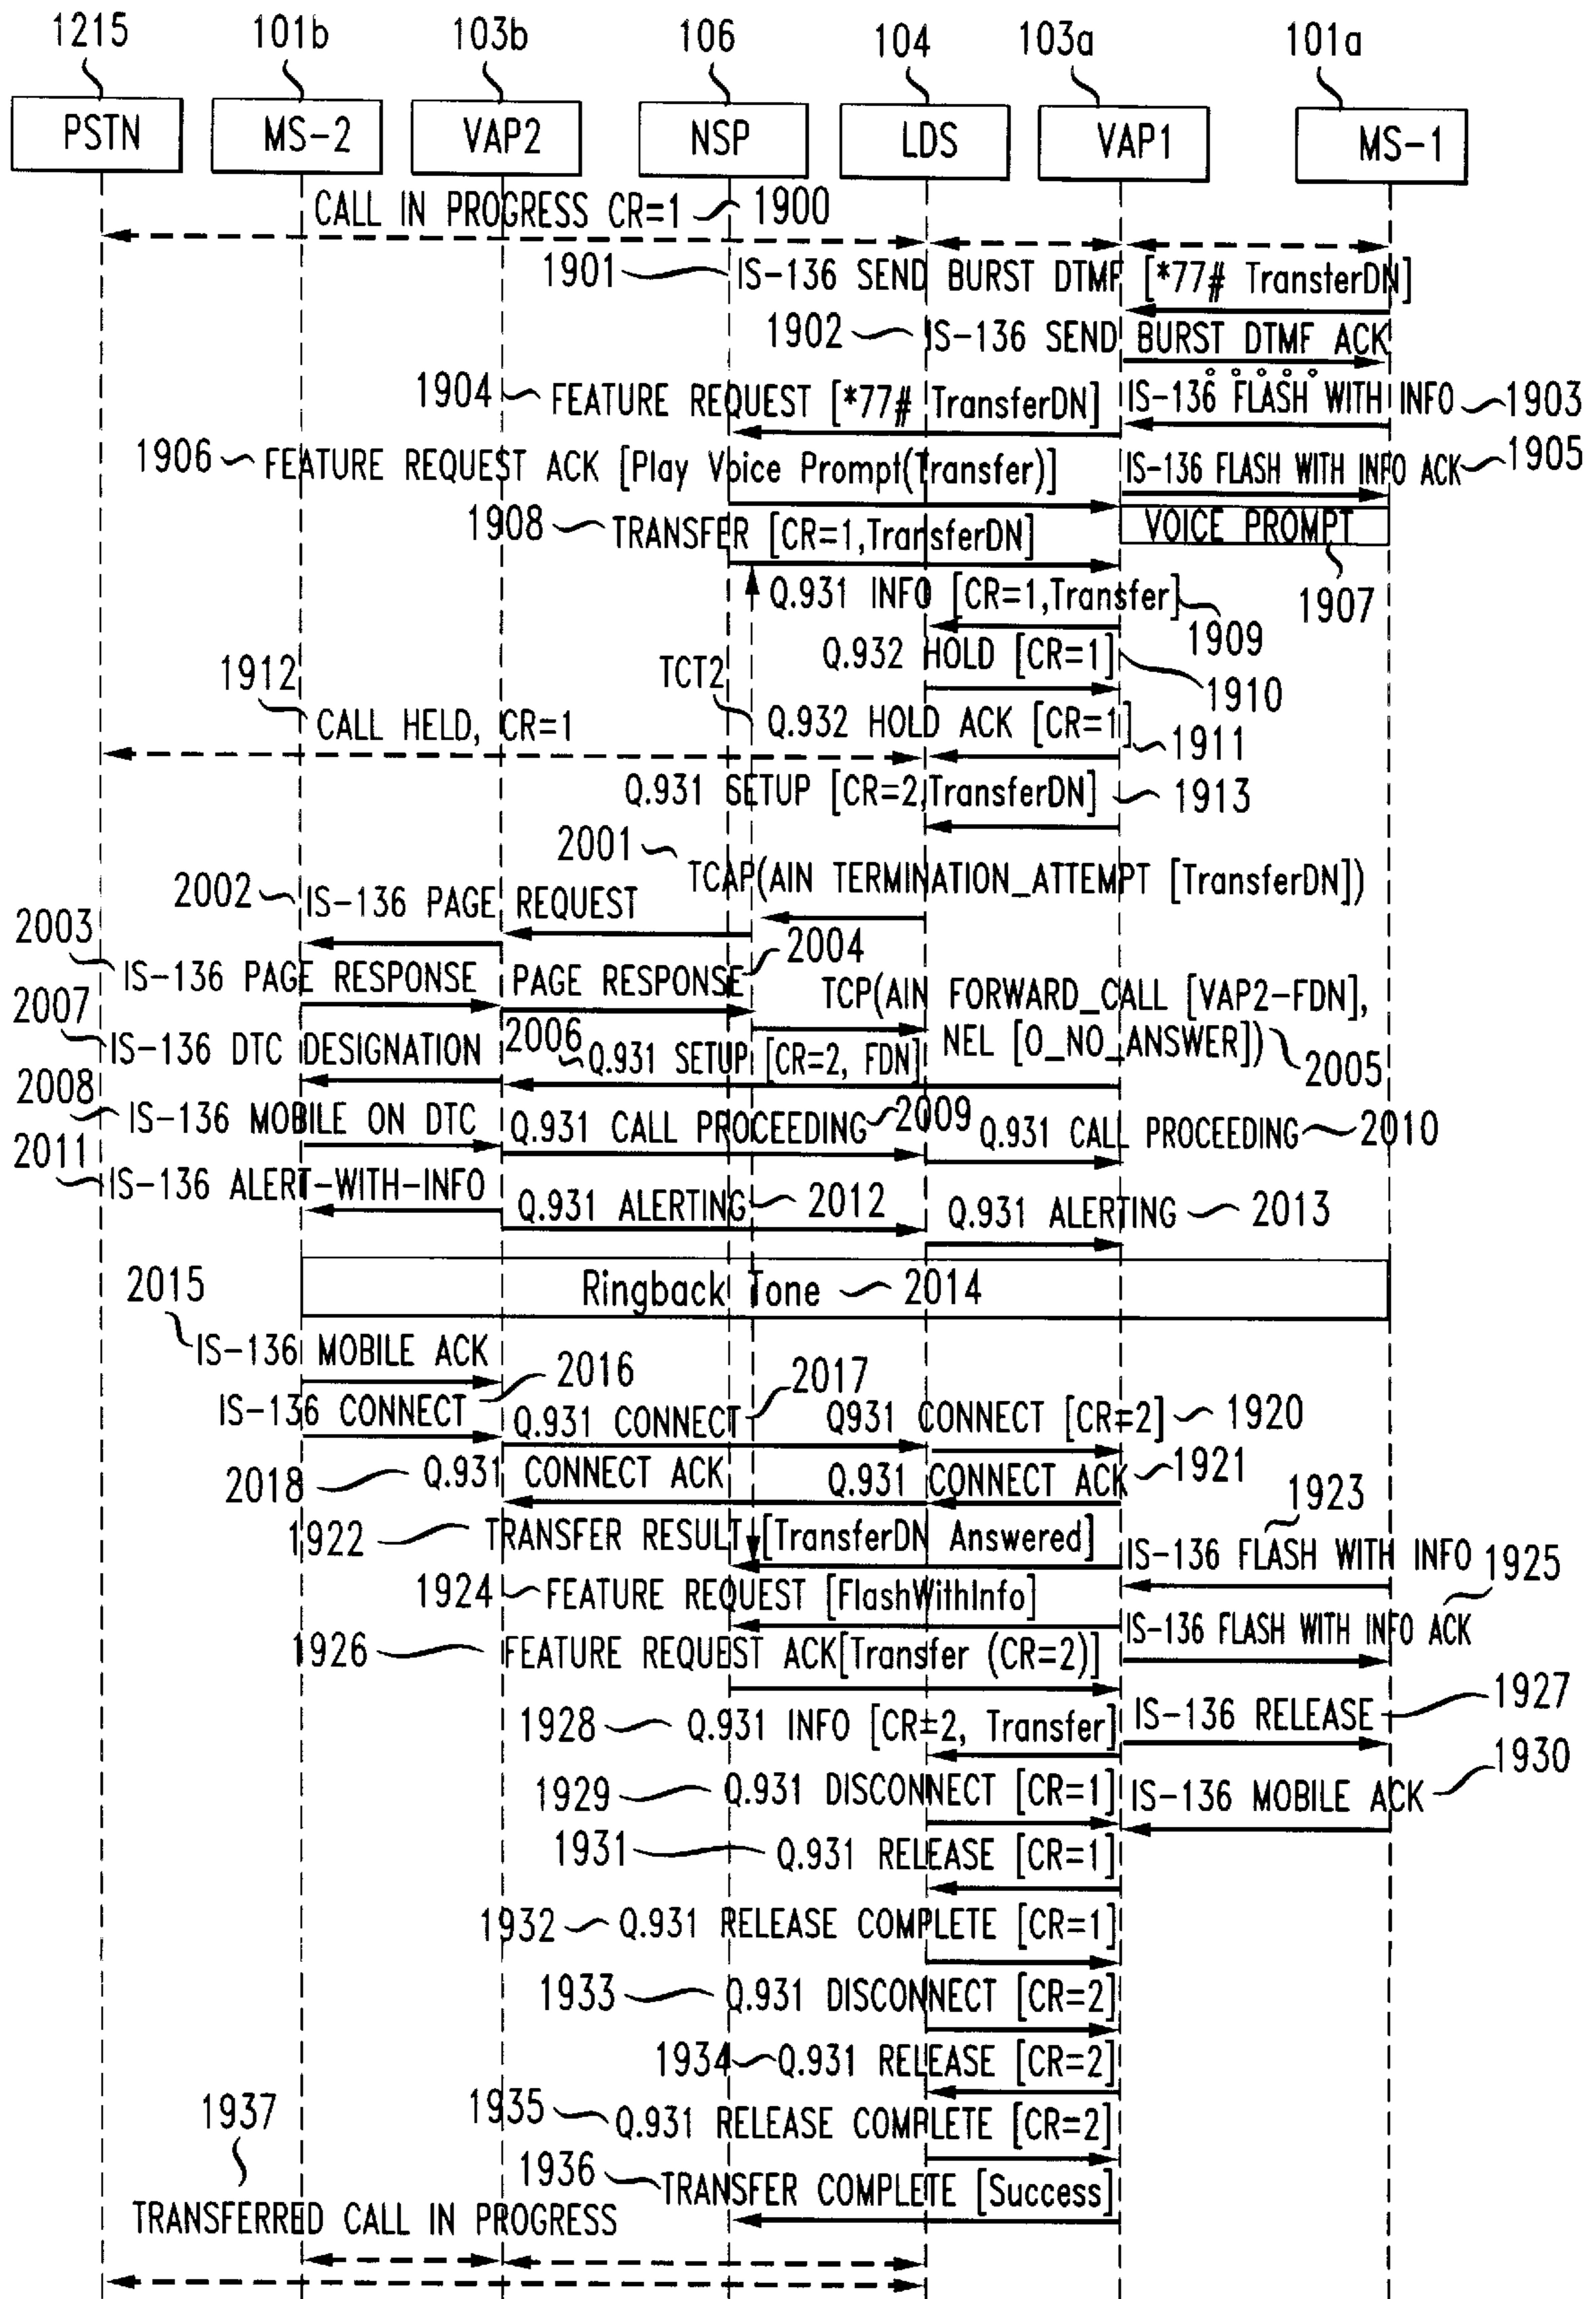 1215 101b 103b 106 104 103a 101a
PSTN MS-2 VAP2 NSP LDS VAP1 MS-1
CALL IN PROGRESS CR=1 1900
1901 IS-136 SEND BURST DTMF [*77# TransterDN]
1902 IS-136 SEND BURST DTMF ACK
1904 FEATURE REQUEST [*77# TransferDN] IS-136 FLASH WITH INFO 1903
1906 FEATURE REQUEST ACK [Play Voice Prompt(Transfer)] IS-136 FLASH WITH INFO ACK 1905
1908 TRANSFER [CR=1,TransferDN] VOICE PROMPT
1907
Q.931 INFO [CR=1,Transfer]
1909
Q.932 HOLD [CR=1]
1910
1912 TCT2
CALL HELD, CR=1 Q.932 HOLD ACK [CR=1]
1911
Q.931 SETUP [CR=2,TransferDN] 1913
2001 TCAP(AIN TERMINATION_ATTEMPT [TransferDN])
2002 IS-136 PAGE REQUEST
2003 IS-136 PAGE RESPONSE PAGE RESPONSE 2004
TCP(AIN FORWARD_CALL [VAP2-FDN],
NEL [O_NO_ANSWER]) 2005
2007 IS-136 DTC DESIGNATION 2006 Q.931 SETUP [CR=2, FDN]
2008 IS-136 MOBILE ON DTC Q.931 CALL PROCEEDING 2009 Q.931 CALL PROCEEDING 2010
2011 IS-136 ALERT-WITH-INFO Q.931 ALERTING 2012 Q.931 ALERTING 2013
Ringback Tone 2014
2015
IS-136 MOBILE ACK
IS-136 CONNECT 2016 Q.931 CONNECT 2017 Q931 CONNECT [CR=2] 1920
2018 Q.931 CONNECT ACK Q.931 CONNECT ACK 1921
1922 TRANSFER RESULT [TransferDN Answered] IS-136 FLASH WITH INFO 1923
1924 FEATURE REQUEST [FlashWithInfo] IS-136 FLASH WITH INFO ACK 1925
1926 FEATURE REQUEST ACK[Transfer (CR=2)]
1928 Q.931 INFO [CR=2, Transfer] IS-136 RELEASE 1927
1929 Q.931 DISCONNECT [CR=1] IS-136 MOBILE ACK 1930
1931 Q.931 RELEASE [CR=1]
1932 Q.931 RELEASE COMPLETE [CR=1]
1933 Q.931 DISCONNECT [CR=2]
1934 Q.931 RELEASE [CR=2]
1935 Q.931 RELEASE COMPLETE [CR=2]
1936 TRANSFER COMPLETE [Success]
1937
TRANSFERRED CALL IN PROGRESS